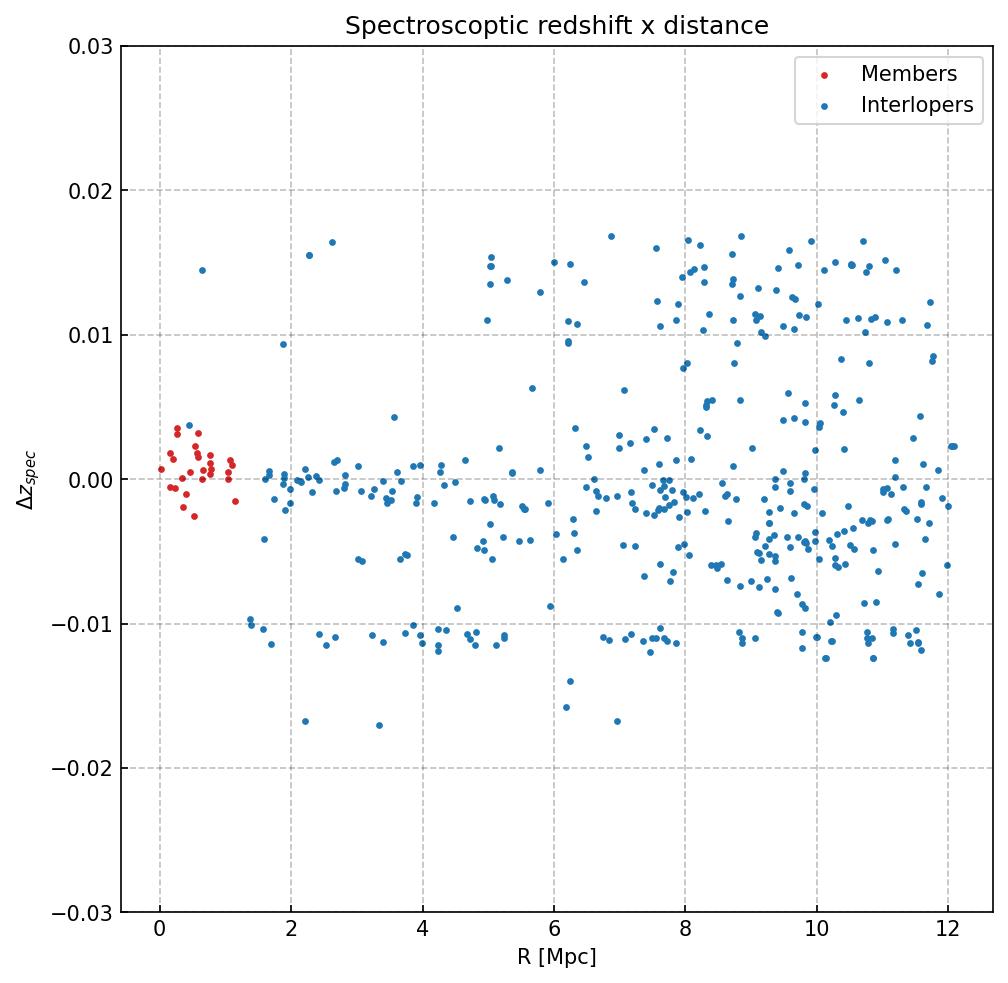 Spectroscoptic redshift x distance
Members
Interlopers
0.03
0.02
0.01
0.00
−0.01
−0.02
−0.03
Δz_spec
0 2 4 6 8 10 12
R [Mpc]